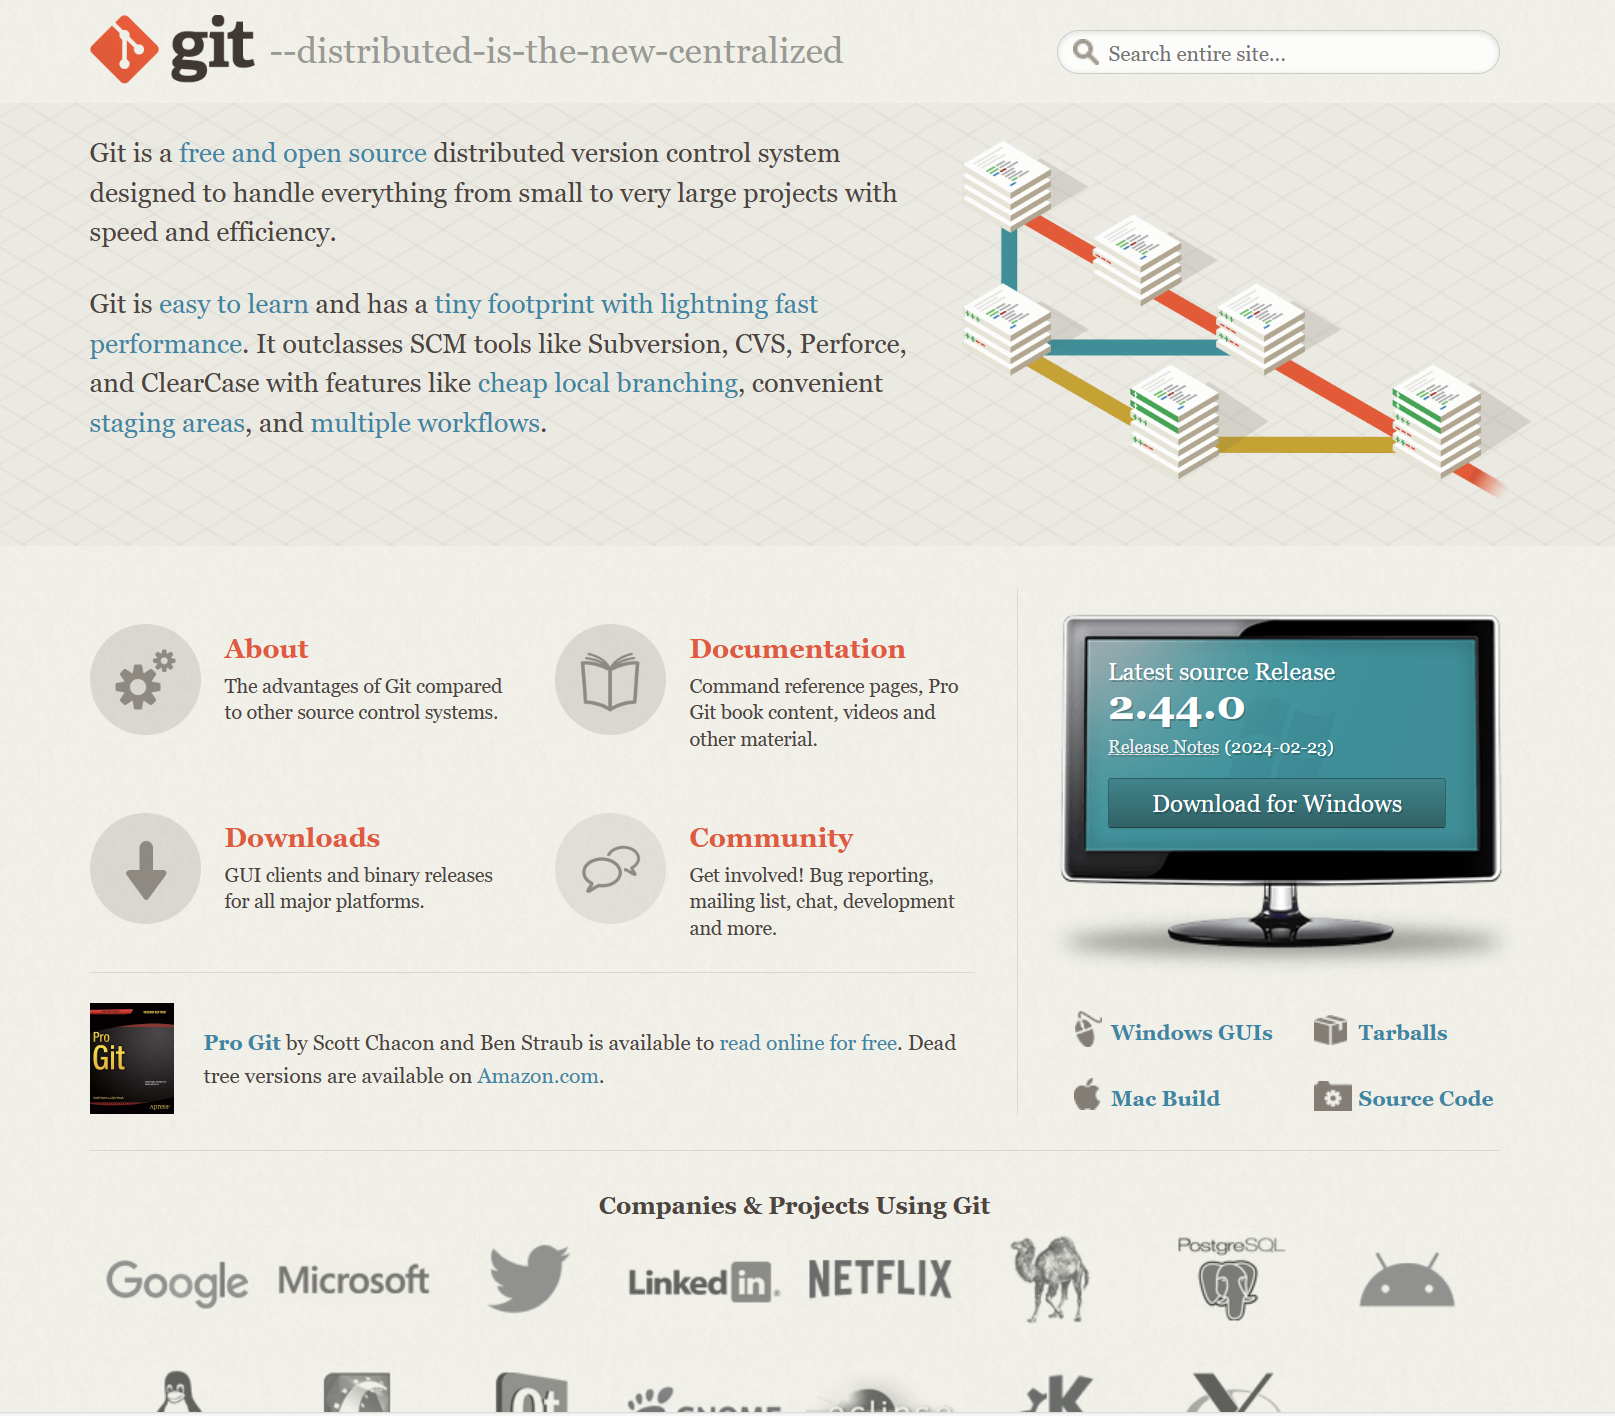 git --distributed-is-the-new-centralized
Search entire site...
Git is a free and open source distributed version control system
designed to handle everything from small to very large projects with
speed and efficiency.
Git is easy to learn and has a tiny footprint with lightning fast
performance. It outclasses SCM tools like Subversion, CVS, Perforce,
and ClearCase with features like cheap local branching, convenient
staging areas, and multiple workflows.
About
The advantages of Git compared
to other source control systems.
Documentation
Command reference pages, Pro
Git book content, videos and
other material.
Downloads
GUI clients and binary releases
for all major platforms.
Community
Get involved! Bug reporting,
mailing list, chat, development
and more.
Pro
Git
Apress
Pro Git by Scott Chacon and Ben Straub is available to read online for free. Dead
tree versions are available on Amazon.com.
Latest source Release
2.44.0
Release Notes (2024-02-23)
Download for Windows
Windows GUIs
Tarballs
Mac Build
Source Code
Companies & Projects Using Git
Google
Microsoft
Linked in
NETFLIX
PostgreSQL
Qt
GNOME
eclipse